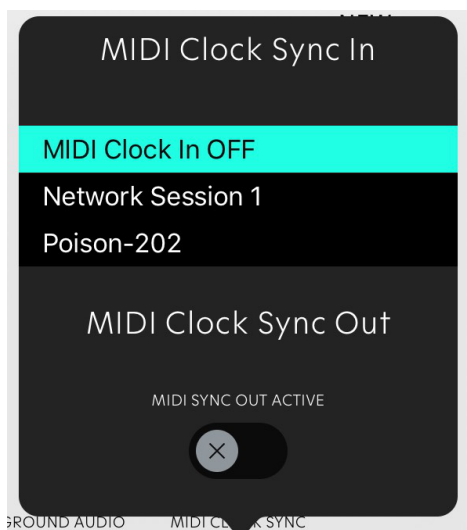 MIDI Clock Sync In
MIDI Clock In OFF
Network Session 1
Poison-202
MIDI Clock Sync Out
MIDI SYNC OUT ACTIVE